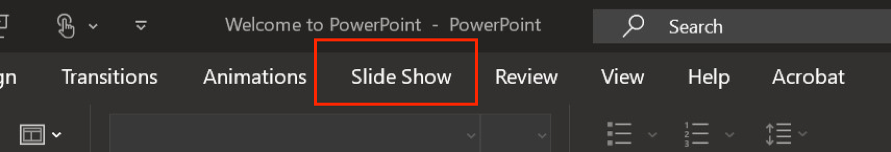 Welcome to PowerPoint - PowerPoint Search
gn Transitions Animations Slide Show Review View Help Acrobat